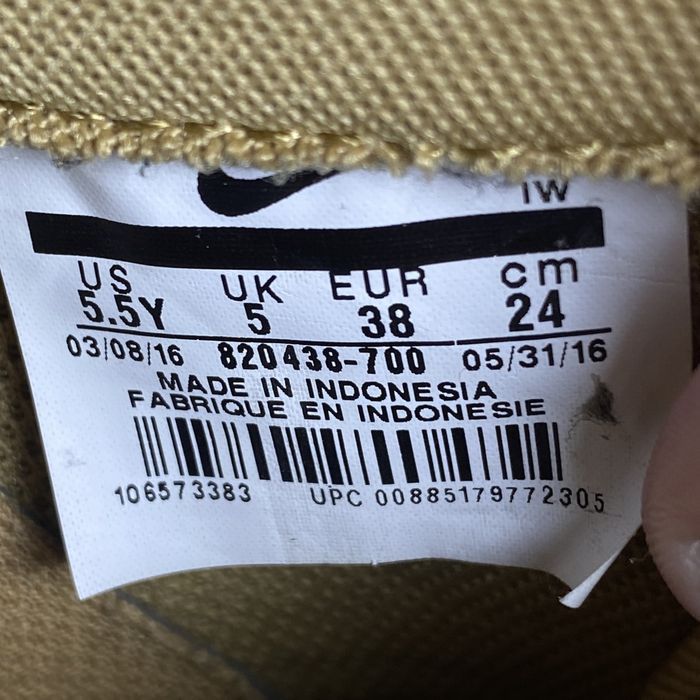 IW
US UK EUR cm
5.5Y 5 38 24
03/08/16 820438-700 05/31/16
MADE IN INDONESIA
FABRIQUE EN INDONESIE
106573383 UPC 00885179772305